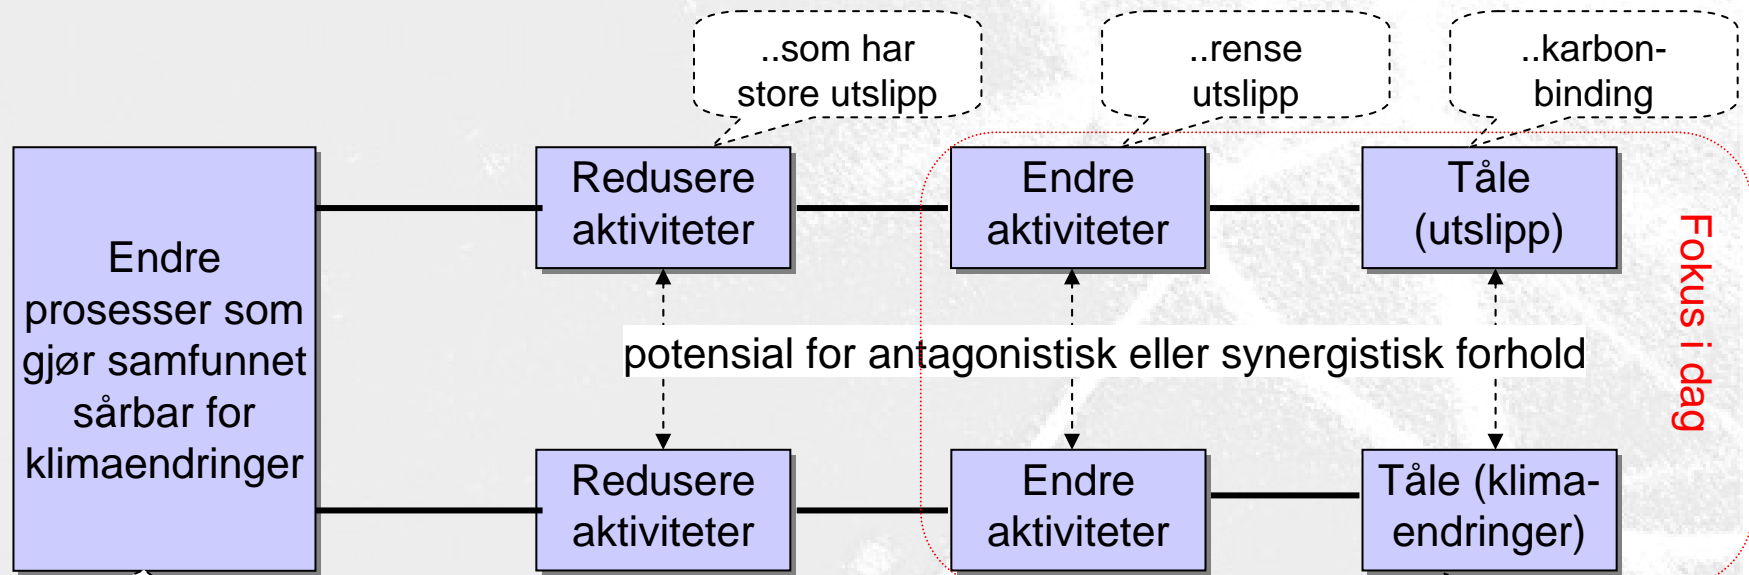 ..som har
store utslipp
..rense
utslipp
..karbon-
binding
Endre
prosesser som
gjør samfunnet
sårbar for
klimaendringer
Redusere
aktiviteter
Endre
aktiviteter
Tåle
(utslipp)
Fokus i dag
potensial for antagonistisk eller synergistisk forhold
Redusere
aktiviteter
Endre
aktiviteter
Tåle (klima-
endringer)